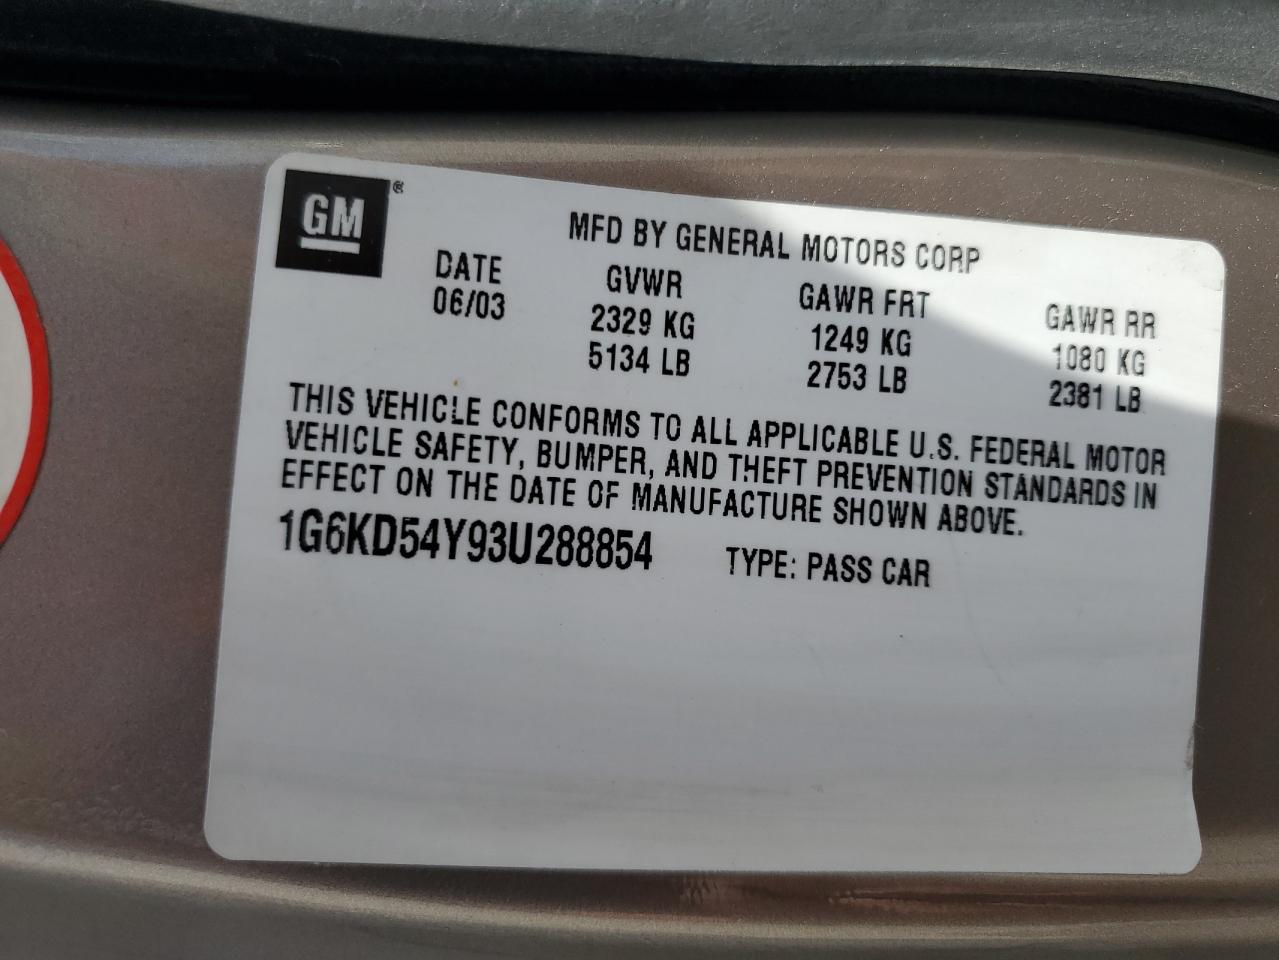 GM ®
MFD BY GENERAL MOTORS CORP
DATE GVWR GAWR FRT GAWR RR
06/03 2329 KG 1249 KG 1080 KG
5134 LB 2753 LB 2381 LB
THIS VEHICLE CONFORMS TO ALL APPLICABLE U.S. FEDERAL MOTOR
VEHICLE SAFETY, BUMPER, AND THEFT PREVENTION STANDARDS IN
EFFECT ON THE DATE OF MANUFACTURE SHOWN ABOVE.
1G6KD54Y93U288854 TYPE: PASS CAR